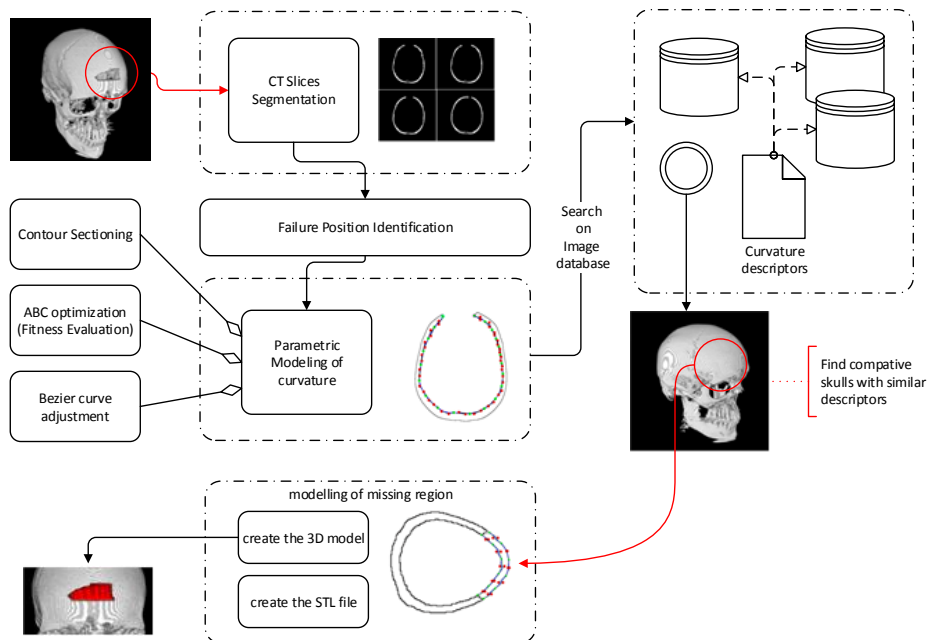 CT Slices
Segmentation
Failure Position Identification
Contour Sectioning
ABC optimization
(Fitness Evaluation)
Bezier curve
adjustment
Parametric
Modeling of
curvature
Search
on
Image
database
Curvature
descriptors
Find compative
skulls with similar
descriptors
modelling of missing region
create the 3D model
create the STL file